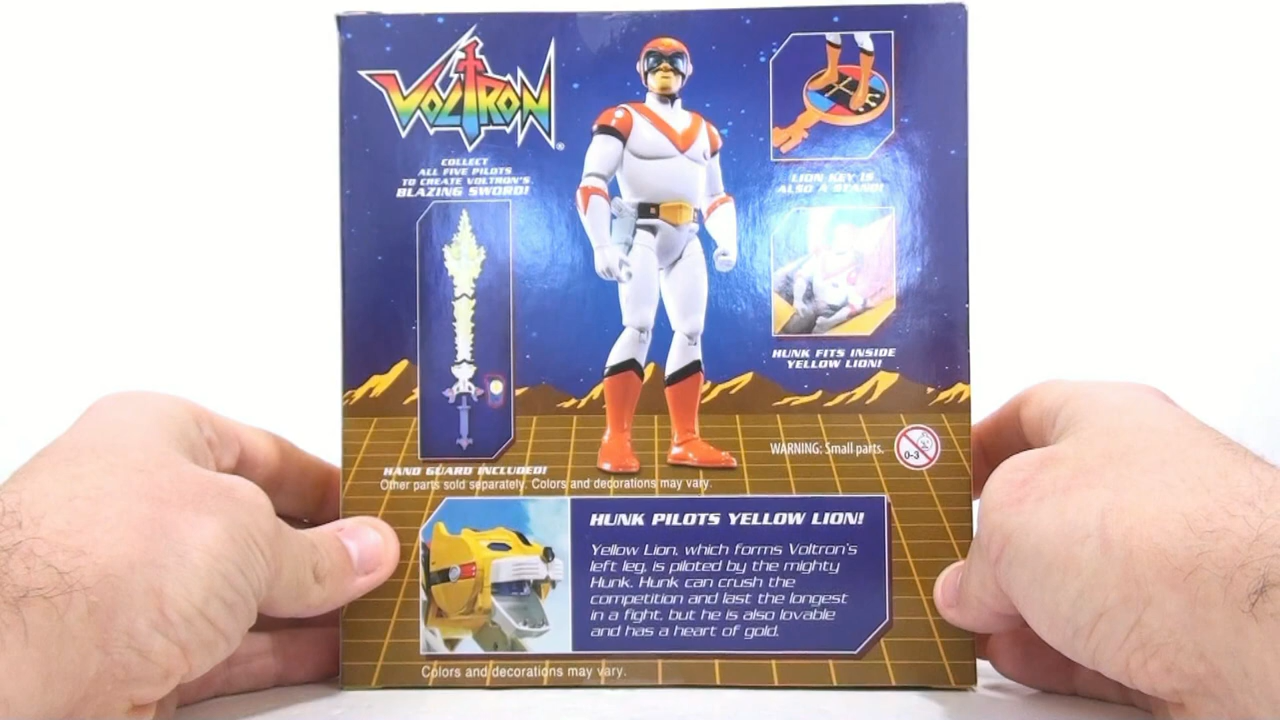 VOLTRON
®
COLLECT
ALL FIVE PILOTS
TO CREATE VOLTRON'S
BLAZING SWORD!
HAND GUARD INCLUDED!
Other parts sold separately. Colors and decorations may vary.
LION KEY IS
ALSO A STAND!
HUNK FITS INSIDE
YELLOW LION!
WARNING: Small parts.
0-3
HUNK PILOTS YELLOW LION!
Yellow Lion, which forms Voltron's
left leg, is piloted by the mighty
Hunk. Hunk can crush the
competition and last the longest
in a fight, but he is also lovable
and has a heart of gold.
Colors and decorations may vary.